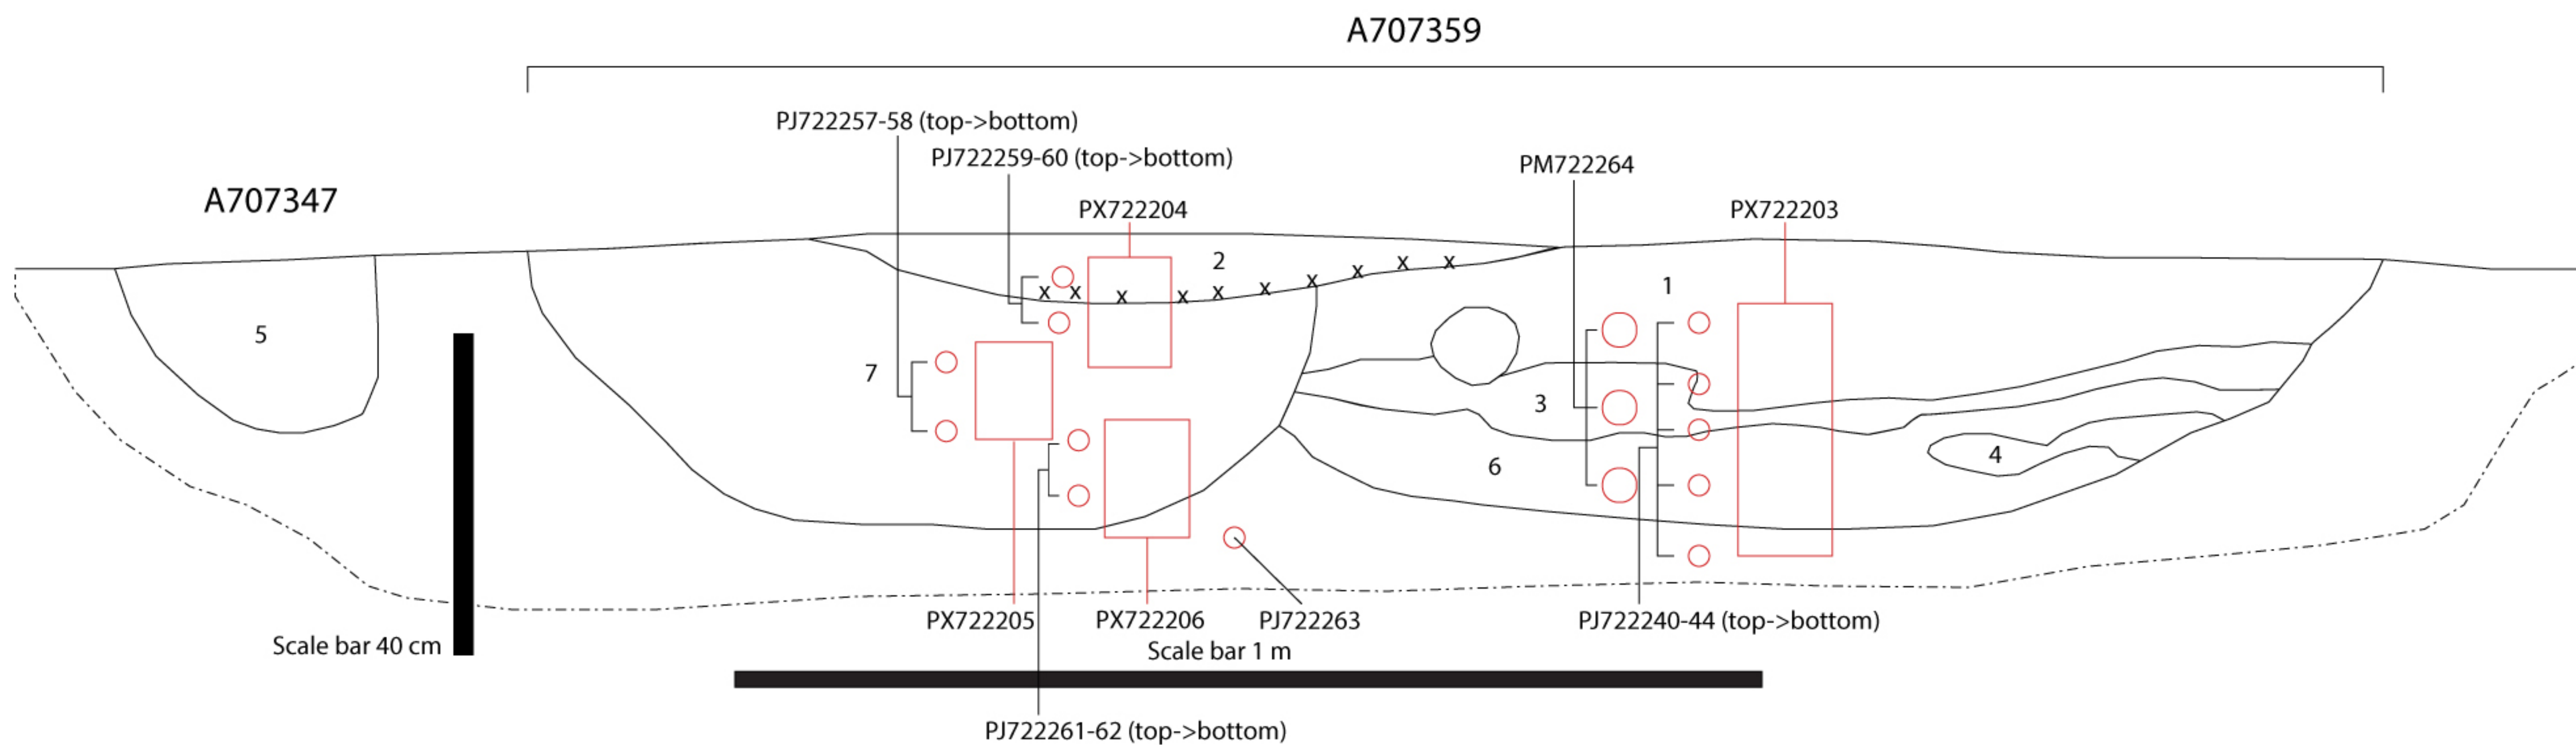 A707359
PJ722257-58 (top->bottom)
PJ722259-60 (top->bottom)
PM722264
A707347
PX722204
PX722203
2
1
5
7
3
4
6
PX722205
PX722206
PJ722263
PJ722240-44 (top->bottom)
Scale bar 40 cm
Scale bar 1 m
PJ722261-62 (top->bottom)